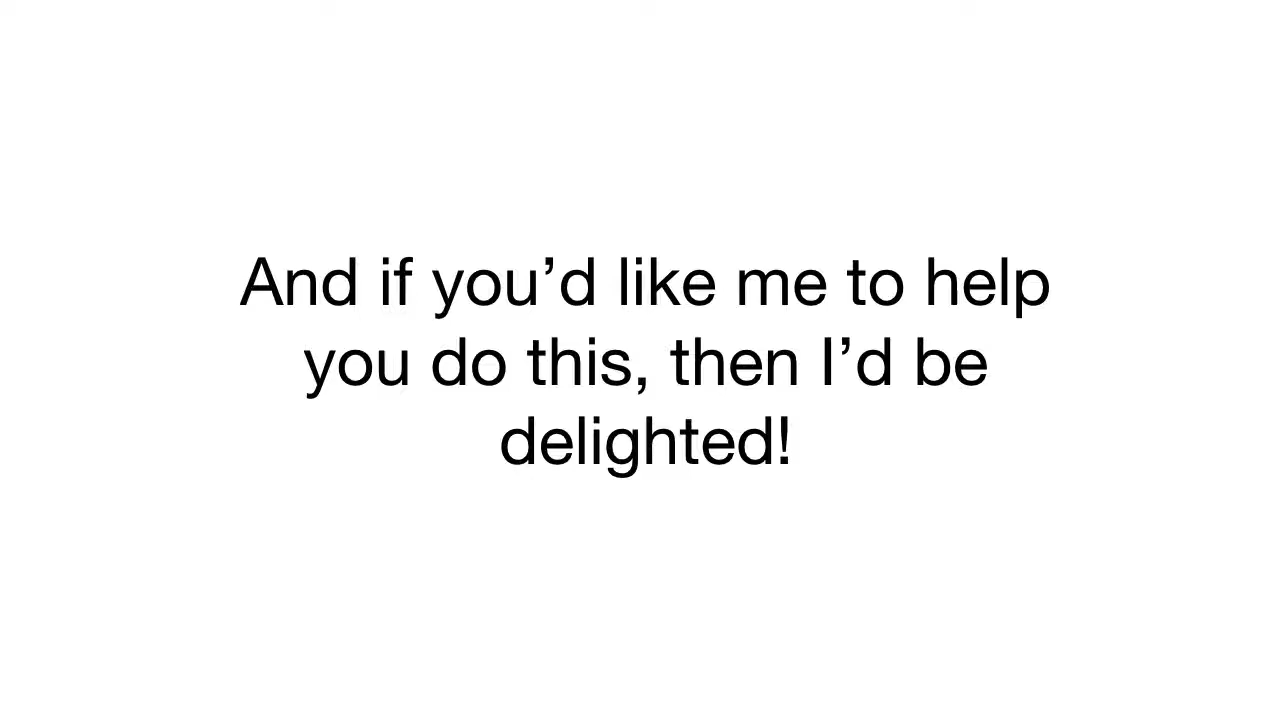 And if you’d like me to help
you do this, then I’d be
delighted!